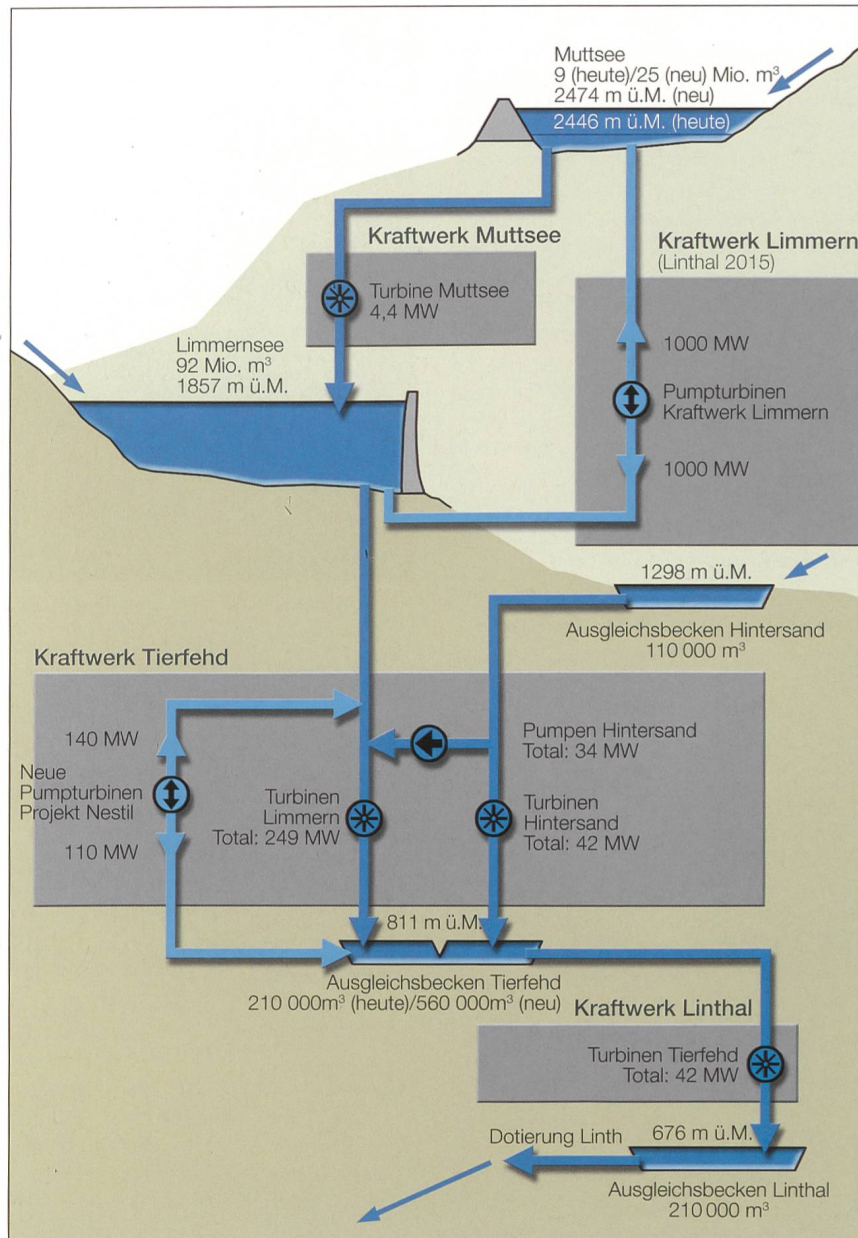 Muttsee
9 (heute)/25 (neu) Mio. m³
2474 m ü.M. (neu)
2446 m ü.M. (heute)
Kraftwerk Muttsee
Turbine Muttsee
4,4 MW
Kraftwerk Limmern
(Linthal 2015)
1000 MW
Pumpturbinen
Kraftwerk Limmern
1000 MW
Limmernsee
92 Mio. m³
1857 m ü.M.
1298 m ü.M.
Ausgleichsbecken Hintersand
110 000 m³
Kraftwerk Tierfehd
140 MW
Neue
Pumpturbinen
Projekt Nestil
110 MW
Pumpen Hintersand
Total: 34 MW
Turbinen
Limmern
Total: 249 MW
Turbinen
Hintersand
Total: 42 MW
811 m ü.M.
Ausgleichsbecken Tierfehd
210 000m³ (heute)/560 000m³ (neu)
Kraftwerk Linthal
Turbinen Tierfehd
Total: 42 MW
Dotierung Linth
676 m ü.M.
Ausgleichsbecken Linthal
210 000 m³